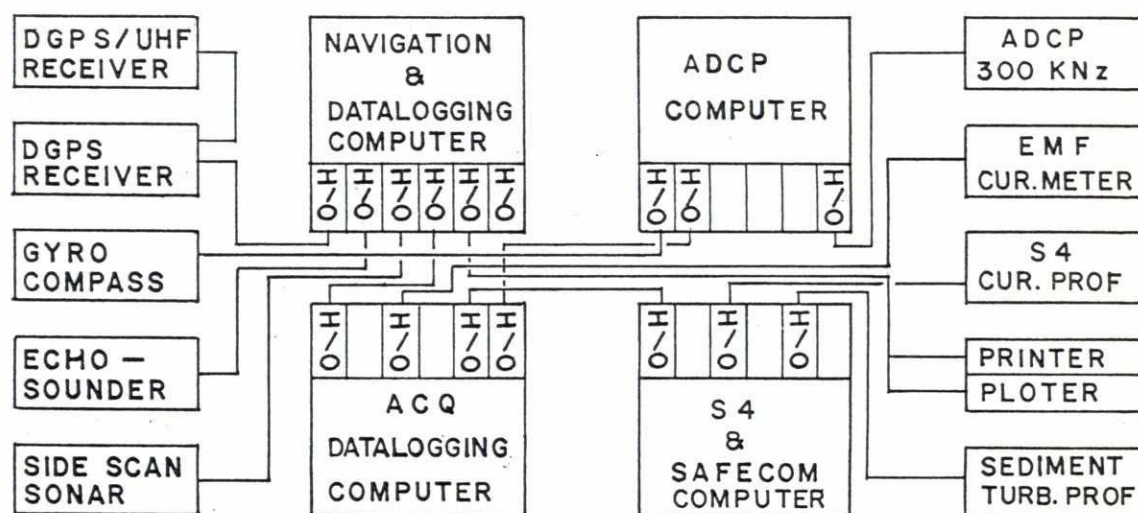 DGPS/UHF
RECEIVER
DGPS
RECEIVER
GYRO
COMPASS
ECHO —
SOUNDER
SIDE SCAN
SONAR
NAVIGATION
&
DATALOGGING
COMPUTER
I/O I/O I/O I/O I/O I/O
ADCP
COMPUTER
I/O I/O I/O
I/O I/O I/O I/O
ACQ
DATALOGGING
COMPUTER
I/O I/O I/O
S4
&
SAFECOM
COMPUTER
ADCP
300 KNz
EMF
CUR. METER
S4
CUR. PROF
PRINTER
PLOTER
SEDIMENT
TURB. PROF